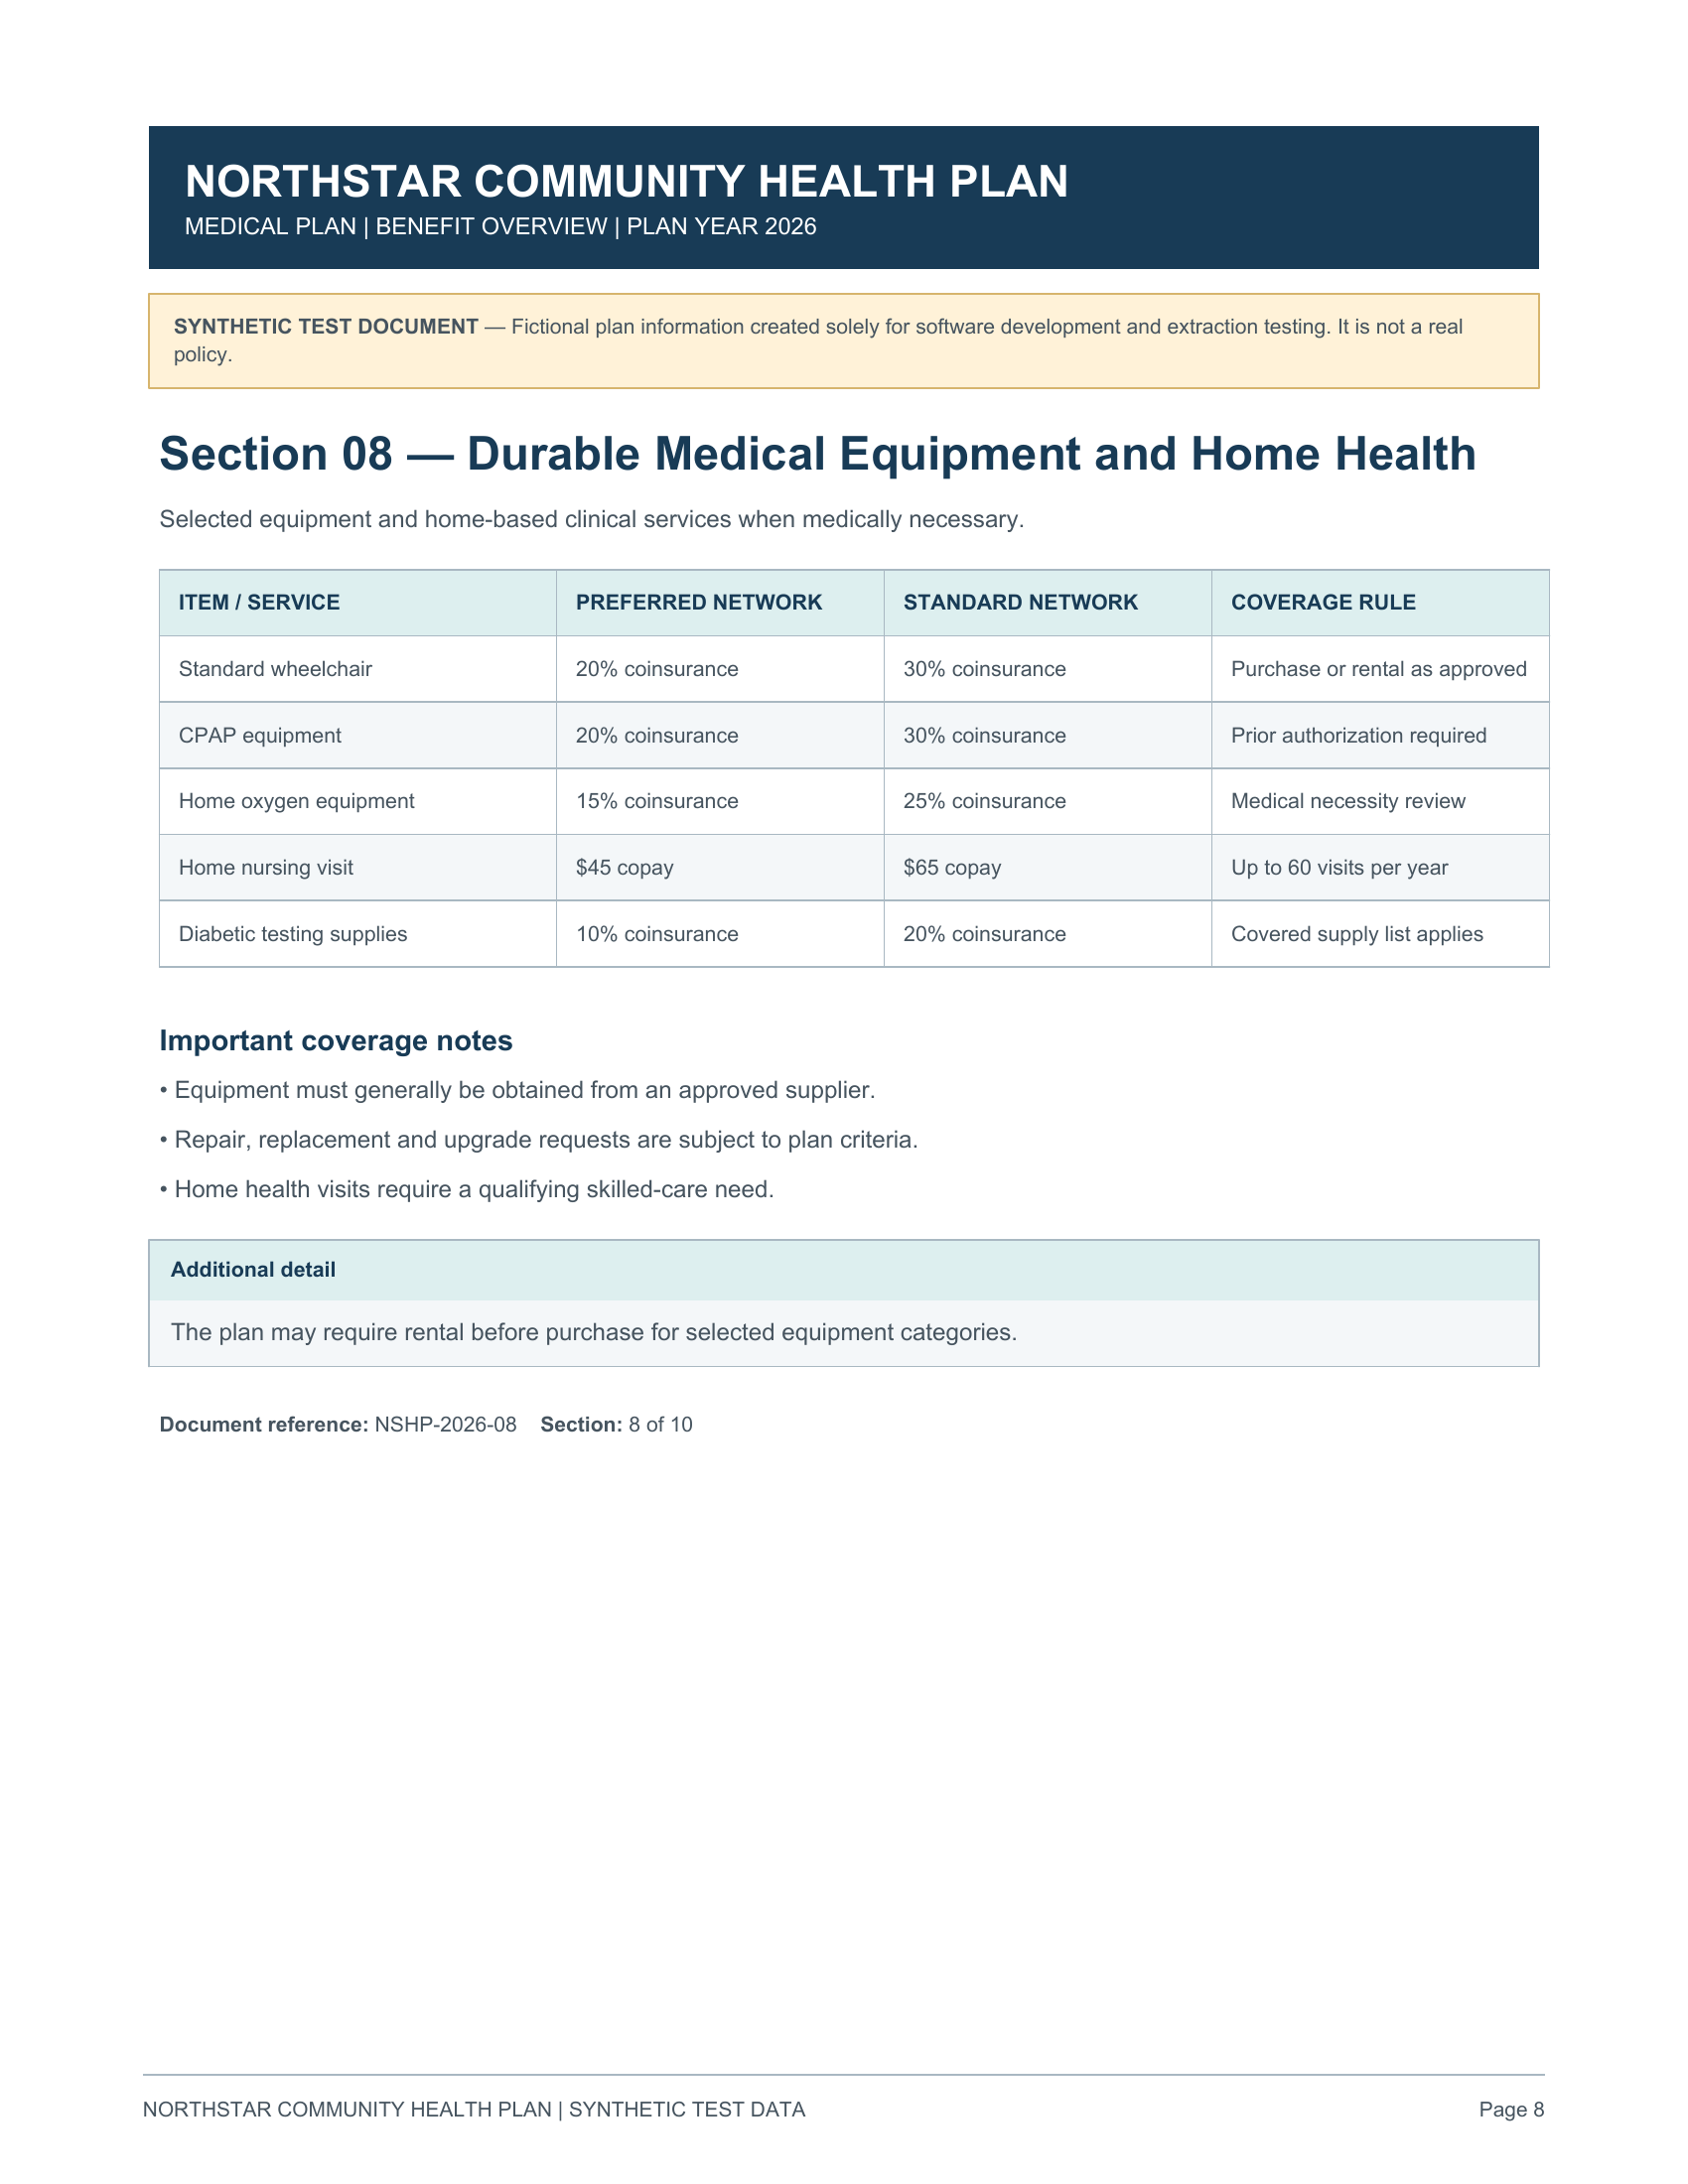 NORTHSTAR COMMUNITY HEALTH PLAN
MEDICAL PLAN | BENEFIT OVERVIEW | PLAN YEAR 2026
SYNTHETIC TEST DOCUMENT — Fictional plan information created solely for software development and extraction testing. It is not a real
policy.
Section 08 — Durable Medical Equipment and Home Health
Selected equipment and home-based clinical services when medically necessary.
ITEM / SERVICE PREFERRED NETWORK STANDARD NETWORK COVERAGE RULE
Standard wheelchair 20% coinsurance 30% coinsurance Purchase or rental as approved
CPAP equipment 20% coinsurance 30% coinsurance Prior authorization required
Home oxygen equipment 15% coinsurance 25% coinsurance Medical necessity review
Home nursing visit $45 copay $65 copay Up to 60 visits per year
Diabetic testing supplies 10% coinsurance 20% coinsurance Covered supply list applies
Important coverage notes
• Equipment must generally be obtained from an approved supplier.
• Repair, replacement and upgrade requests are subject to plan criteria.
• Home health visits require a qualifying skilled-care need.
Additional detail
The plan may require rental before purchase for selected equipment categories.
Document reference: NSHP-2026-08 Section: 8 of 10
NORTHSTAR COMMUNITY HEALTH PLAN | SYNTHETIC TEST DATA Page 8